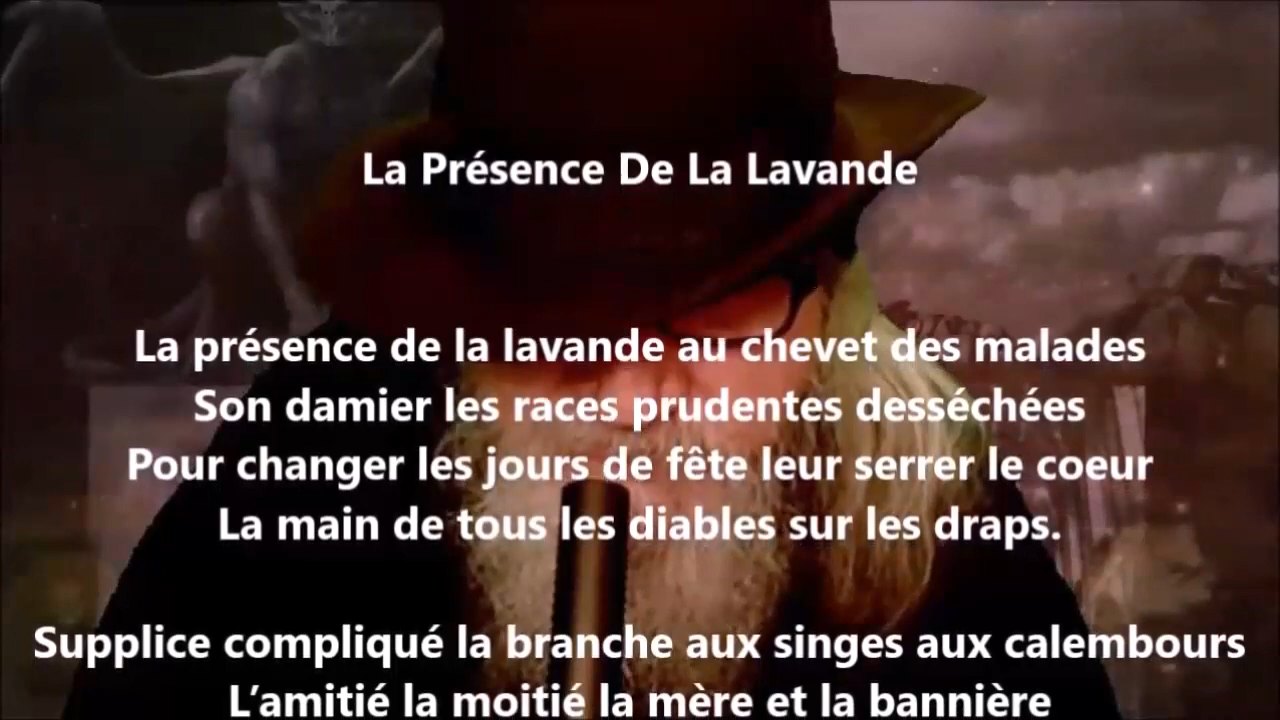 La Présence De La Lavande
La présence de la lavande au chevet des malades
Son damier les races prudentes desséchées
Pour changer les jours de fête leur serrer le coeur
La main de tous les diables sur les draps.
Supplice compliqué la branche aux singes aux calembours
L’amitié la moitié la mère et la bannière